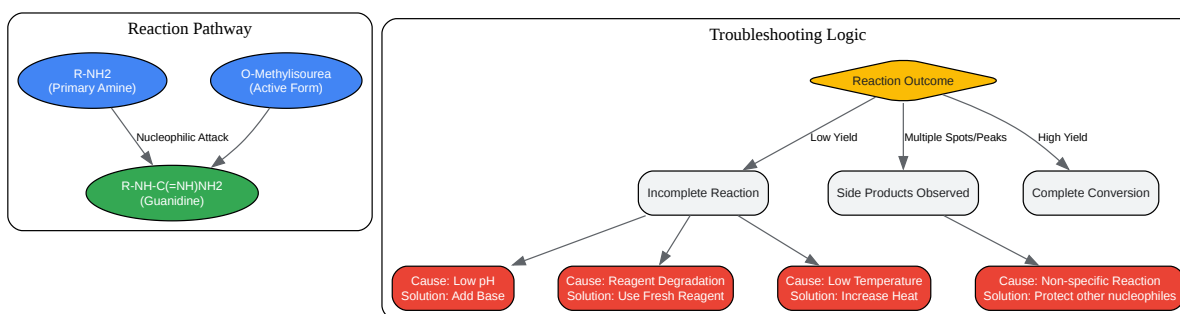 Reaction Pathway
R-NH2
(Primary Amine)
O-Methylisourea
(Active Form)
Nucleophilic Attack
R-NH-C(=NH)NH2
(Guanidine)
Troubleshooting Logic
Reaction Outcome
Low Yield
Multiple Spots/Peaks
High Yield
Incomplete Reaction
Side Products Observed
Complete Conversion
Cause: Low pH
Solution: Add Base
Cause: Reagent Degradation
Solution: Use Fresh Reagent
Cause: Low Temperature
Solution: Increase Heat
Cause: Non-specific Reaction
Solution: Protect other nucleophiles